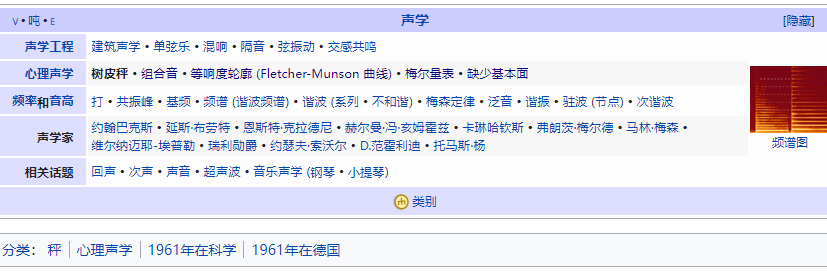 V • 吨 • E 声学 [隐藏]
声学工程 建筑声学 • 单弦乐 • 混响 • 隔音 • 弦振动 • 交感共鸣
心理声学 树皮秤 • 组合音 • 等响度轮廓 (Fletcher-Munson 曲线) • 梅尔量表 • 缺少基本面
频率和音高 打 • 共振峰 • 基频 • 频谱 (谐波频谱) • 谐波 (系列 • 不和谐) • 梅森定律 • 泛音 • 谐振 • 驻波 (节点) • 次谐波
声学家 约翰巴克斯 • 延斯·布劳特 • 恩斯特·克拉德尼 • 赫尔曼·冯·亥姆霍兹 • 卡琳哈钦斯 • 弗朗茨·梅尔德 • 马林·梅森 •
维尔纳迈耶-埃普勒 • 瑞利勋爵 • 约瑟夫·索沃尔 • D.范霍利迪 • 托马斯·杨
相关话题 回声 • 次声 • 声音 • 超声波 • 音乐声学 (钢琴 • 小提琴)
频谱图
类别
分类： 秤 心理声学 1961年在科学 1961年在德国